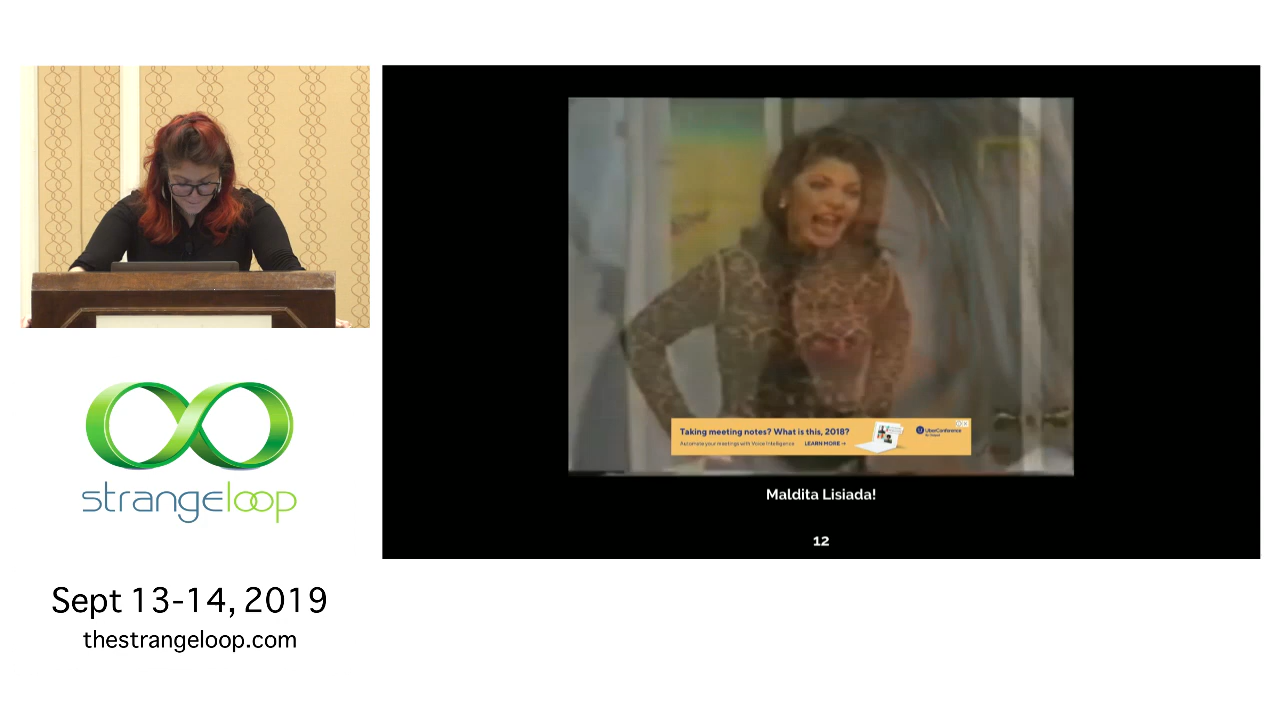 Taking meeting notes? What is this, 2018?
Automate your meetings with Voice Intelligence LEARN MORE →
UberConference
Maldita Lisiada!
12
strangeloop
Sept 13-14, 2019
thestrangeloop.com